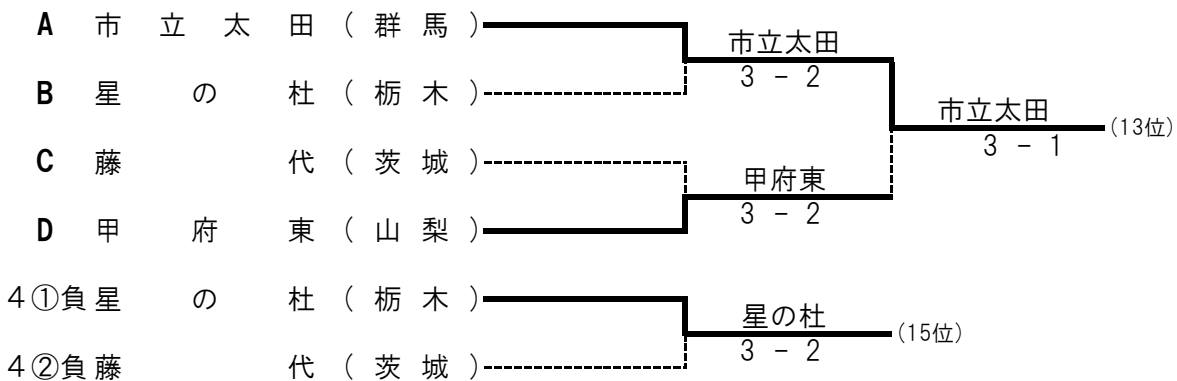 A 市立太田(群馬)
市立太田
3 - 2
B 星の杜(栃木)
市立太田
3 - 1
(13位)
C 藤代(茨城)
甲府東
3 - 2
D 甲府東(山梨)
4①負 星の杜(栃木)
星の杜
3 - 2
(15位)
4②負 藤代(茨城)